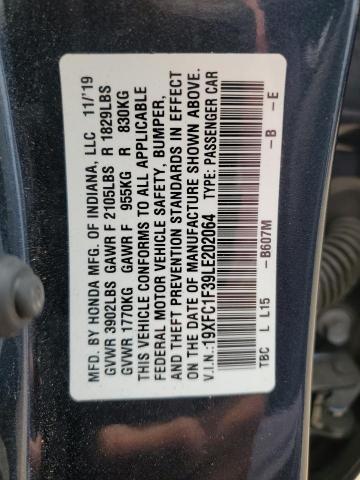 MFD. BY HONDA MFG. OF INDIANA, LLC 11/'19
GVWR 3902LBS GAWR F 2105LBS R 1829LBS
GVWR 1770KG GAWR F 955KG R 830KG
THIS VEHICLE CONFORMS TO ALL APPLICABLE
FEDERAL MOTOR VEHICLE SAFETY, BUMPER,
AND THEFT PREVENTION STANDARDS IN EFFECT
ON THE DATE OF MANUFACTURE SHOWN ABOVE.
V.I.N.: 19XFC1F39LE202064 TYPE: PASSENGER CAR
-B607M -B -E
TBC L L15